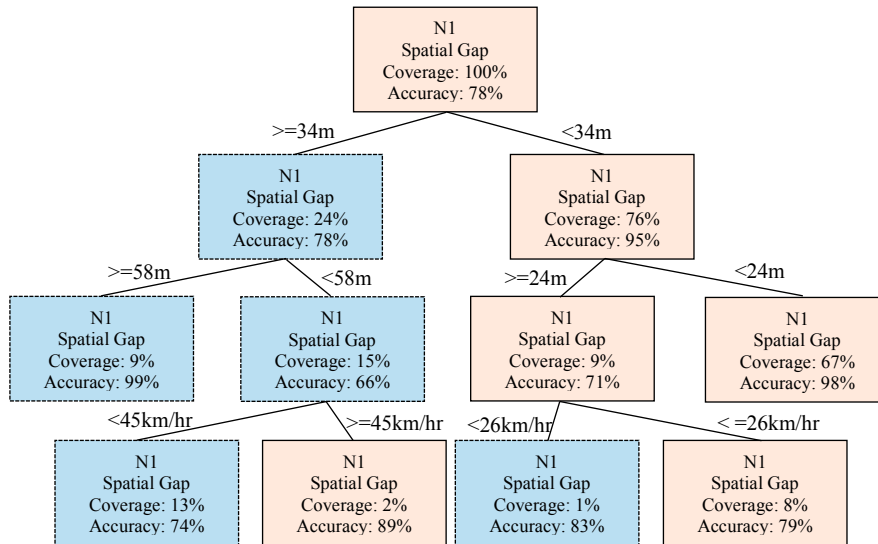 N1
Spatial Gap
Coverage: 100%
Accuracy: 78%
>=34m
<34m
N1
Spatial Gap
Coverage: 24%
Accuracy: 78%
N1
Spatial Gap
Coverage: 76%
Accuracy: 95%
>=58m
<58m
>=24m
<24m
N1
Spatial Gap
Coverage: 9%
Accuracy: 99%
N1
Spatial Gap
Coverage: 15%
Accuracy: 66%
N1
Spatial Gap
Coverage: 9%
Accuracy: 71%
N1
Spatial Gap
Coverage: 67%
Accuracy: 98%
<45km/hr
>=45km/hr
<26km/hr
< =26km/hr
N1
Spatial Gap
Coverage: 13%
Accuracy: 74%
N1
Spatial Gap
Coverage: 2%
Accuracy: 89%
N1
Spatial Gap
Coverage: 1%
Accuracy: 83%
N1
Spatial Gap
Coverage: 8%
Accuracy: 79%